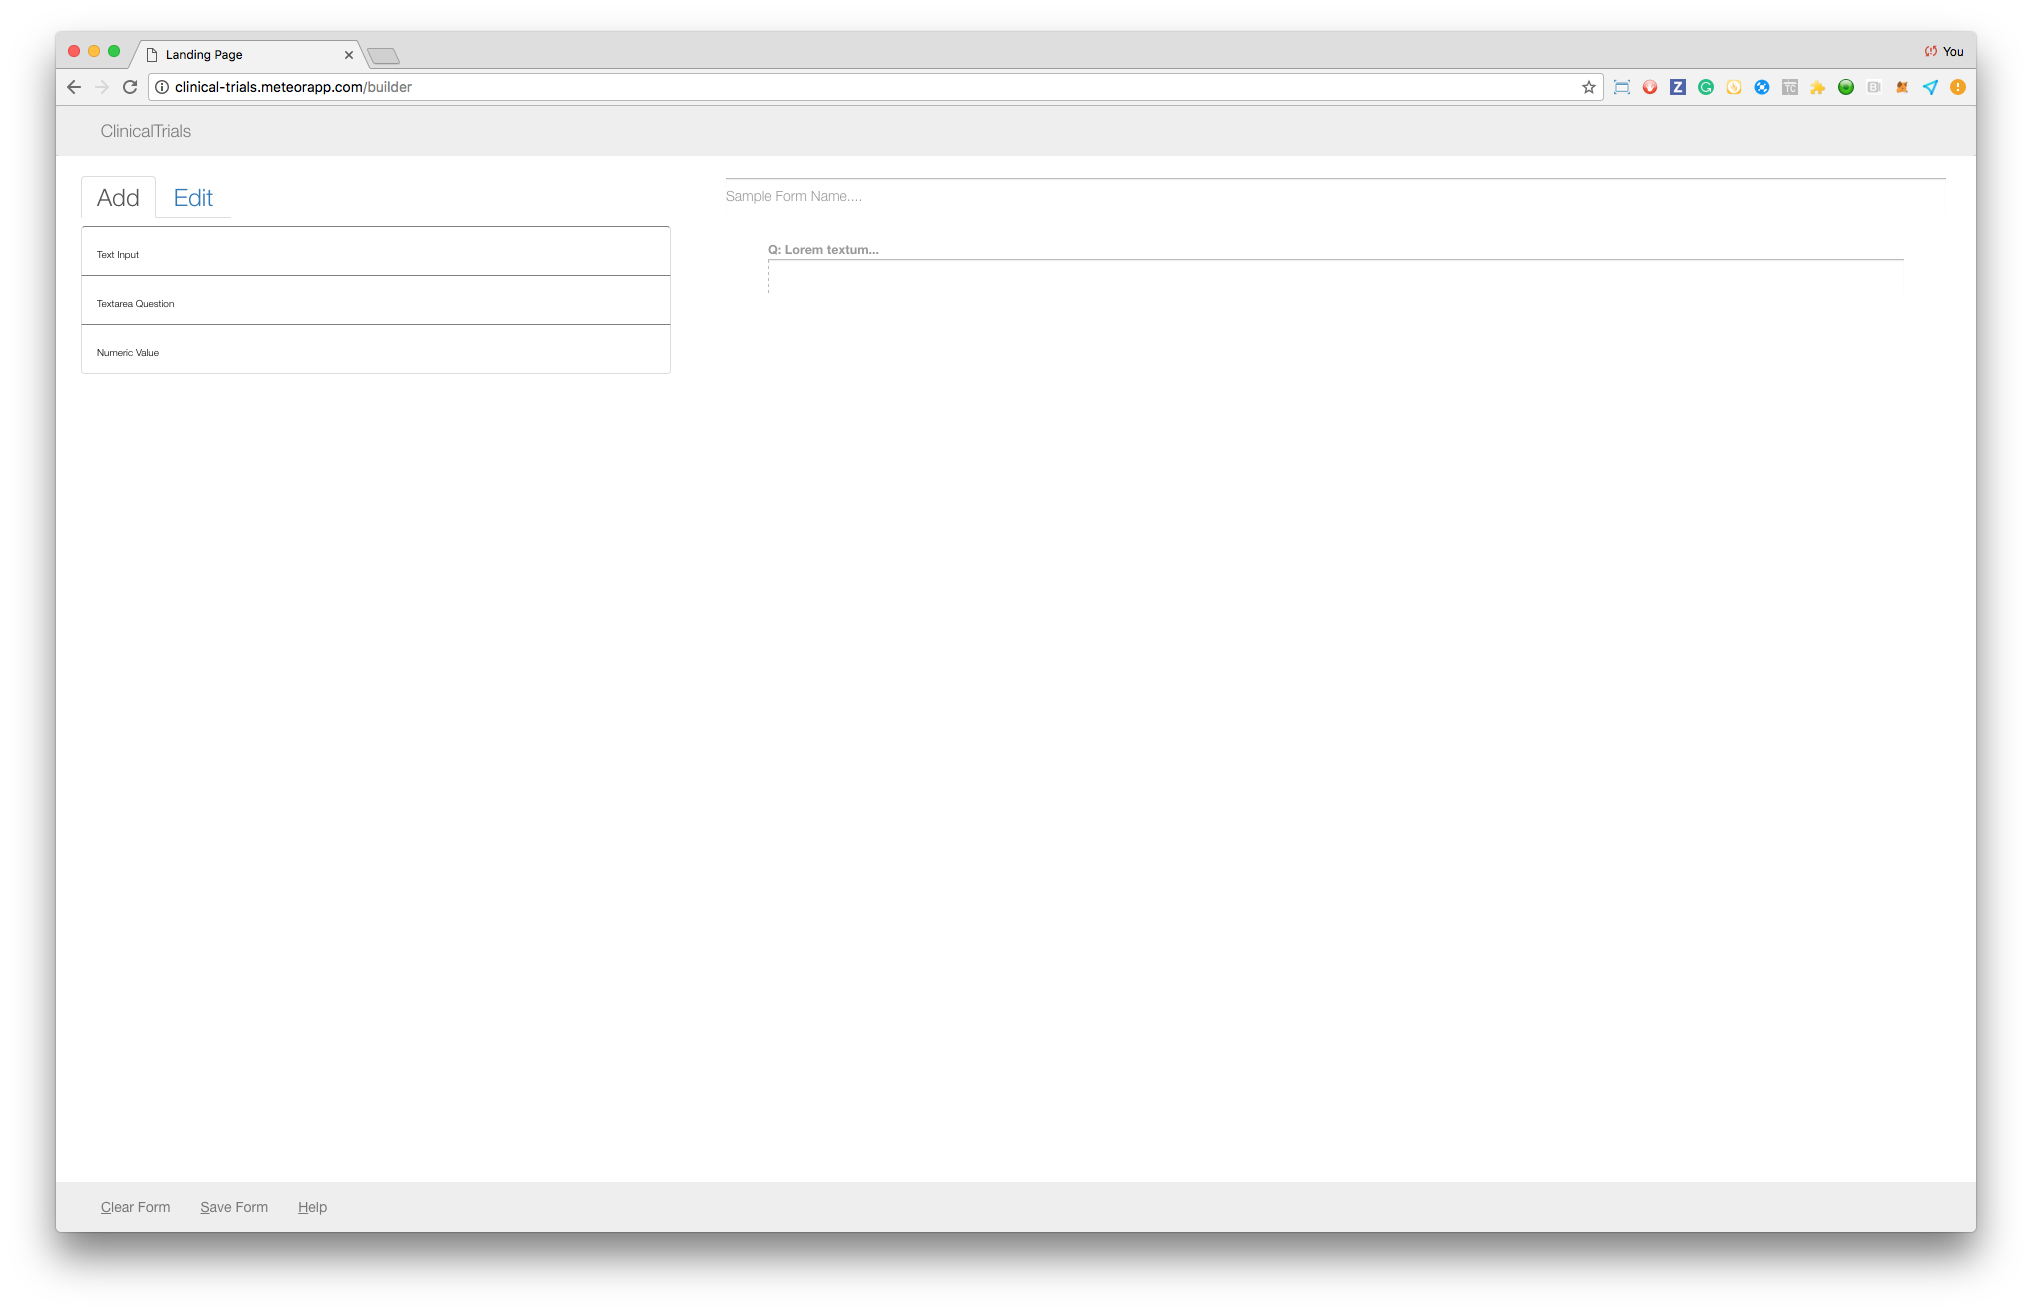 Landing Page
You
clinical-trials.meteorapp.com/builder
ClinicalTrials
Add Edit
Text Input
Textarea Question
Numeric Value
Sample Form Name....
Q: Lorem textum...
Clear Form Save Form Help